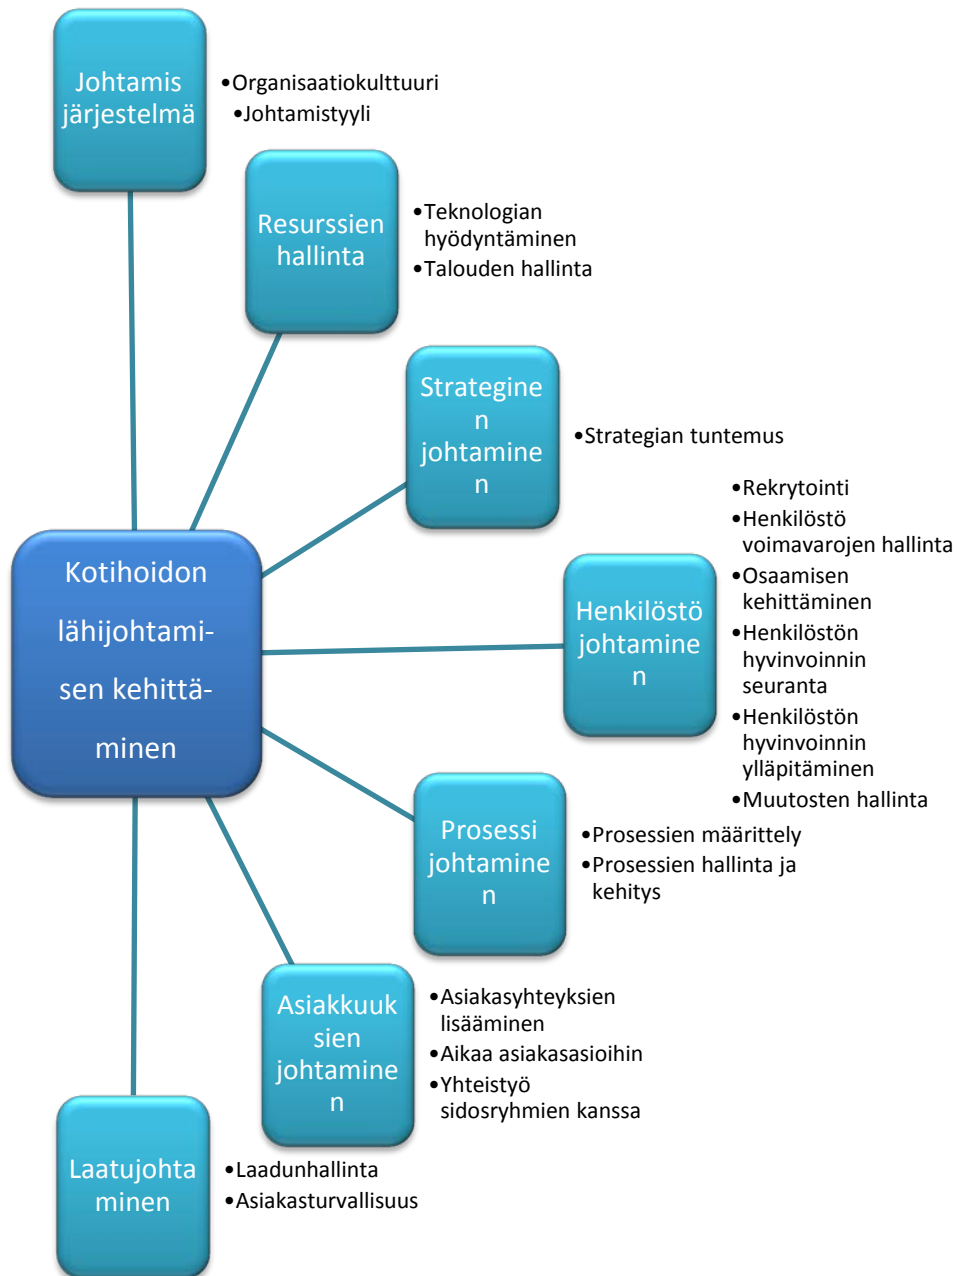 Johtamis
järjestelmä
•Organisaatiokulttuuri
•Johtamistyyli
Resurssien
hallinta
•Teknologian
hyödyntäminen
•Talouden hallinta
Strategine
n
johtamine
n
•Strategian tuntemus
Kotihoidon
lähijohtami-
sen kehittä-
minen
Henkilöstö
johtamine
n
•Rekrytointi
•Henkilöstö
voimavarojen hallinta
•Osaamisen
kehittäminen
•Henkilöstön
hyvinvoinnin
seuranta
•Henkilöstön
hyvinvoinnin
ylläpitäminen
•Muutosten hallinta
Prosessi
johtamine
n
•Prosessien määrittely
•Prosessien hallinta ja
kehitys
Asiakkuuk
sien
johtamine
n
•Asiakasyhteyksien
lisääminen
•Aikaa asiakasasioihin
•Yhteistyö
sidosryhmien kanssa
Laatujohta
minen
•Laadunhallinta
•Asiakasturvallisuus